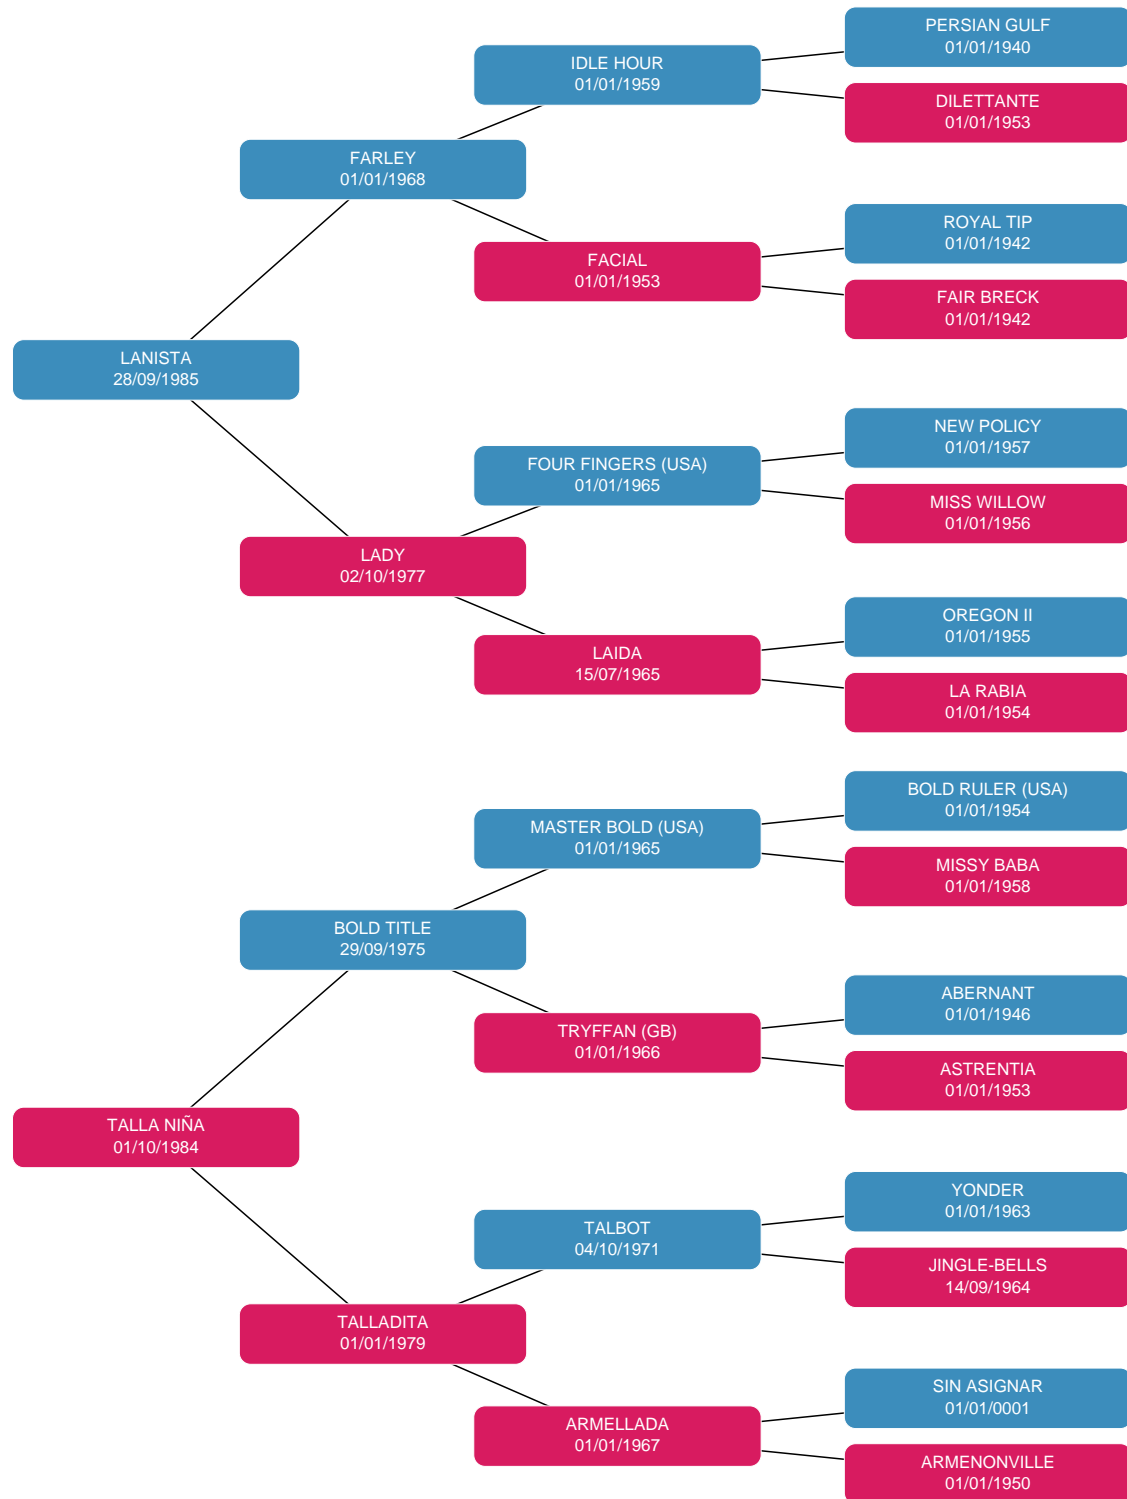 PERSIAN GULF
01/01/1940
IDLE HOUR
01/01/1959
DILETTANTE
01/01/1953
FARLEY
01/01/1968
ROYAL TIP
01/01/1942
FACIAL
01/01/1953
FAIR BRECK
01/01/1942
LANISTA
28/09/1985
NEW POLICY
01/01/1957
FOUR FINGERS (USA)
01/01/1965
MISS WILLOW
01/01/1956
LADY
02/10/1977
OREGON II
01/01/1955
LAIDA
15/07/1965
LA RABIA
01/01/1954
BOLD RULER (USA)
01/01/1954
MASTER BOLD (USA)
01/01/1965
MISSY BABA
01/01/1958
BOLD TITLE
29/09/1975
ABERNANT
01/01/1946
TRYFFAN (GB)
01/01/1966
ASTRENTIA
01/01/1953
TALLA NIÑA
01/10/1984
YONDER
01/01/1963
TALBOT
04/10/1971
JINGLE-BELLS
14/09/1964
TALLADITA
01/01/1979
SIN ASIGNAR
01/01/0001
ARMELLADA
01/01/1967
ARMENONVILLE
01/01/1950